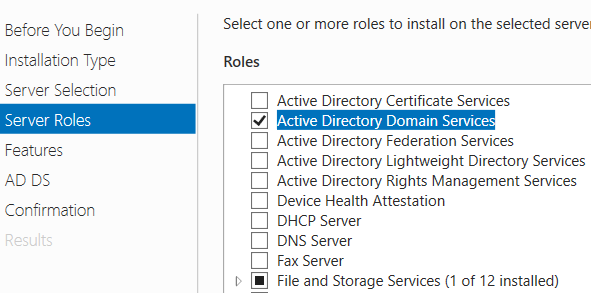 Before You Begin
Installation Type
Server Selection
Server Roles
Features
AD DS
Confirmation
Results
Select one or more roles to install on the selected server
Roles
Active Directory Certificate Services
Active Directory Domain Services
Active Directory Federation Services
Active Directory Lightweight Directory Services
Active Directory Rights Management Services
Device Health Attestation
DHCP Server
DNS Server
Fax Server
File and Storage Services (1 of 12 installed)